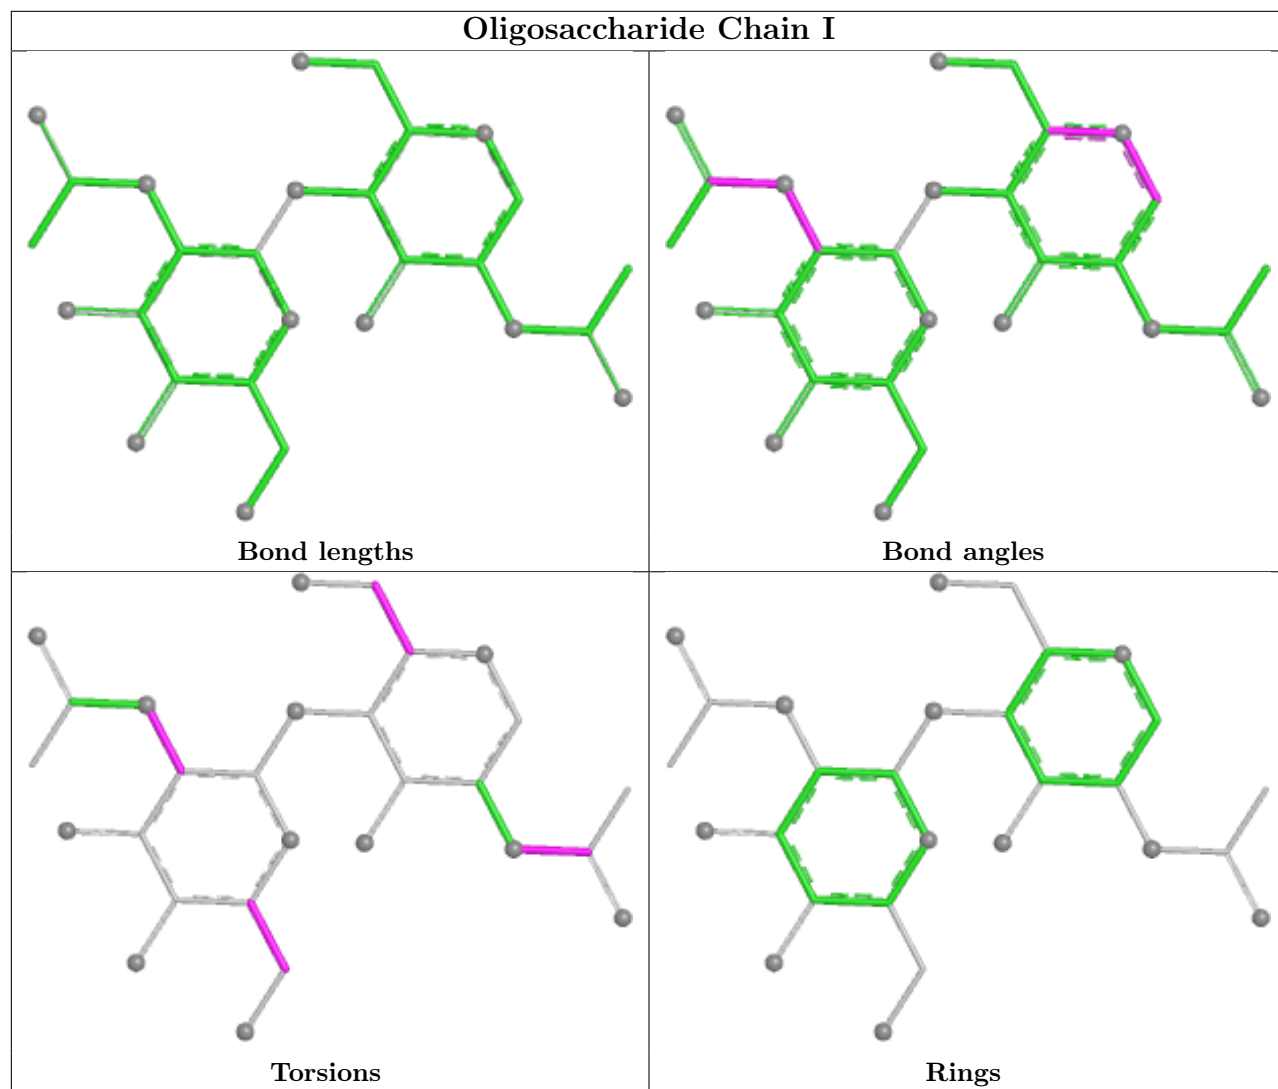 Oligosaccharide Chain I
Bond lengths
Bond angles
Torsions
Rings